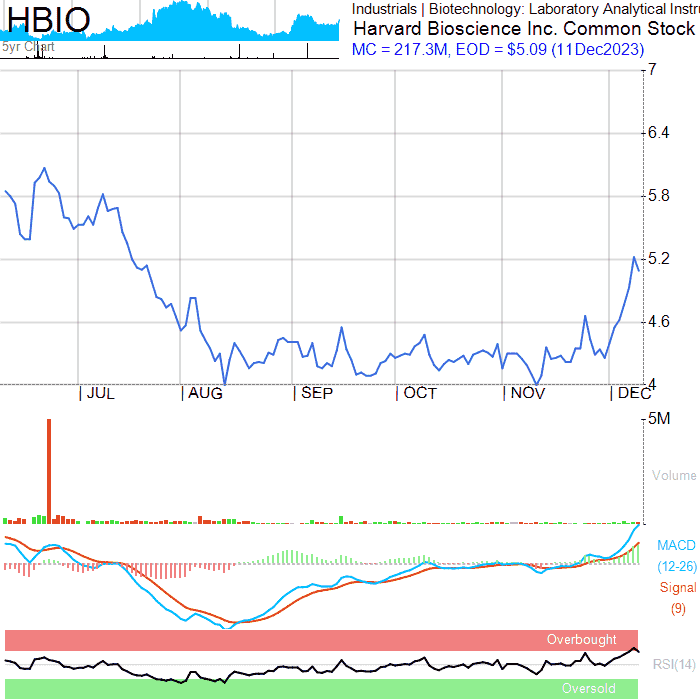 HBIO
5yr Chart
Industrials | Biotechnology: Laboratory Analytical Instru
Harvard Bioscience Inc. Common Stock
MC = 217.3M, EOD = $5.09 (11Dec2023)
7
6.4
5.8
5.2
4.6
4
| JUL
| AUG
| SEP
| OCT
| NOV
| DEC
5M
Volume
MACD
(12-26)
Signal
(9)
Overbought
RSI(14)
Oversold